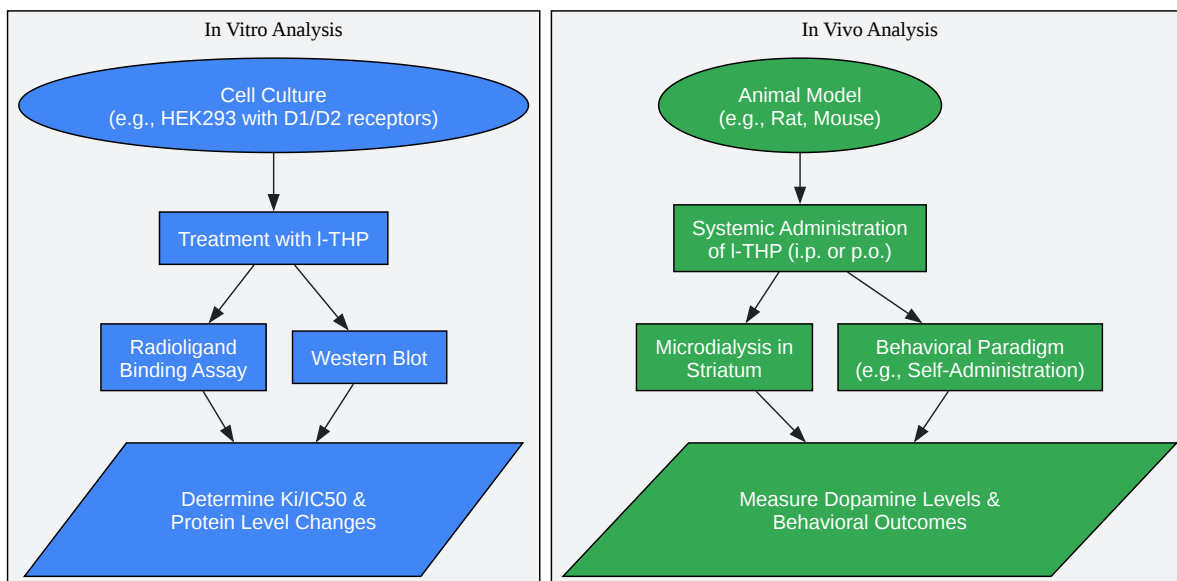 In Vitro Analysis
Cell Culture
(e.g., HEK293 with D1/D2 receptors)
Treatment with l-THP
Radioligand
Binding Assay
Western Blot
Determine Ki/IC50 &
Protein Level Changes
In Vivo Analysis
Animal Model
(e.g., Rat, Mouse)
Systemic Administration
of l-THP (i.p. or p.o.)
Microdialysis in
Striatum
Behavioral Paradigm
(e.g., Self-Administration)
Measure Dopamine Levels &
Behavioral Outcomes